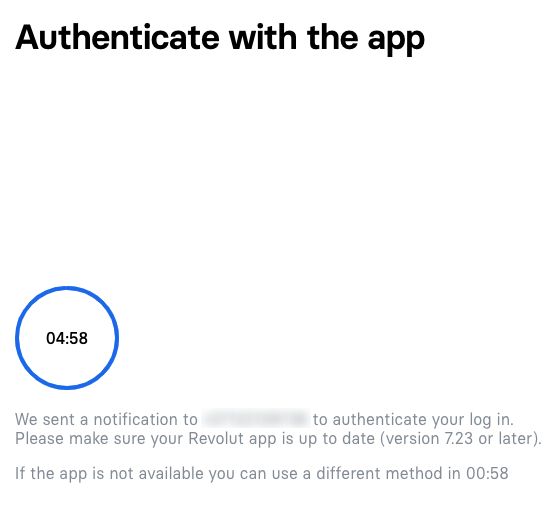 Authenticate with the app
04:58
We sent a notification to to authenticate your log in.
Please make sure your Revolut app is up to date (version 7.23 or later).
If the app is not available you can use a different method in 00:58